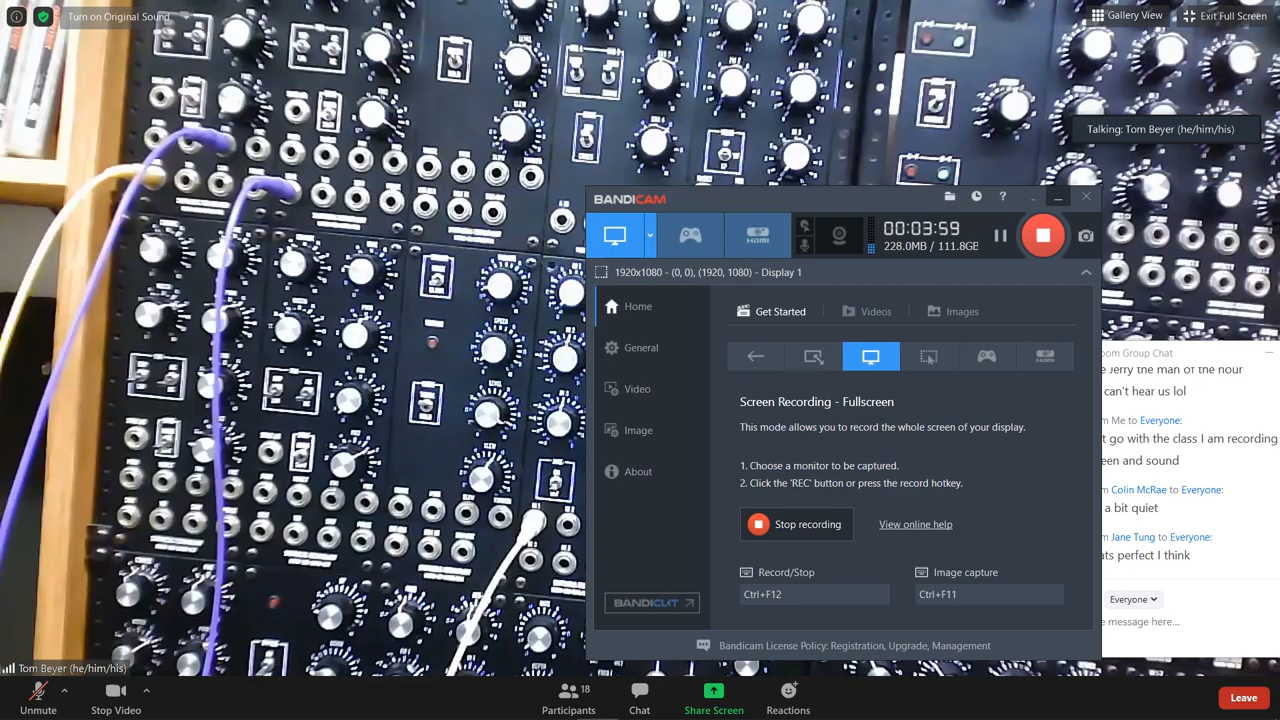 Turn on Original Sound
Gallery View
Exit Full Screen
Talking: Tom Beyer (he/him/his)
BANDICAM
HDMI
00:03:59
228.0MB / 111.8GB
1920x1080 - (0, 0), (1920, 1080) - Display 1
Home
General
Video
Image
About
BANDICUT
Get Started
Videos
Images
HDMI
Screen Recording - Fullscreen
This mode allows you to record the whole screen of your display.
1. Choose a monitor to be captured.
2. Click the 'REC' button or press the record hotkey.
Stop recording
View online help
Record/Stop
Image capture
Ctrl+F12
Ctrl+F11
Bandicam License Policy: Registration, Upgrade, Management
oom Group Chat
e Jerry the man of the hour
can't hear us lol
m Me to Everyone:
t go with the class I am recording
een and sound
m Colin McRae to Everyone:
a bit quiet
m Jane Tung to Everyone:
ats perfect I think
Everyone
e message here...
Tom Beyer (he/him/his)
Unmute
Stop Video
Participants
18
Chat
Share Screen
Reactions
Leave